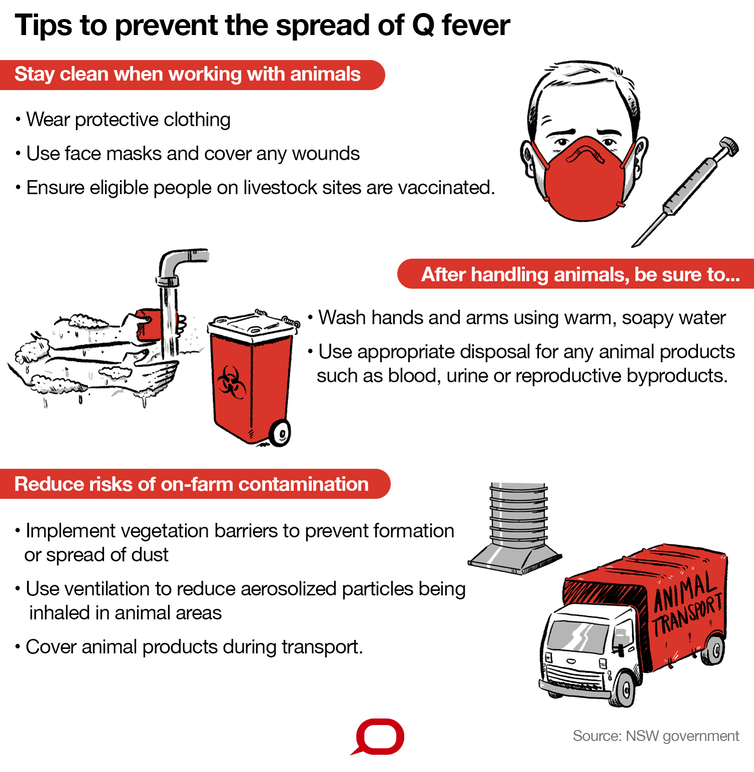 Tips to prevent the spread of Q fever
Stay clean when working with animals
• Wear protective clothing
• Use face masks and cover any wounds
• Ensure eligible people on livestock sites are vaccinated.
After handling animals, be sure to...
• Wash hands and arms using warm, soapy water
• Use appropriate disposal for any animal products
such as blood, urine or reproductive byproducts.
Reduce risks of on-farm contamination
• Implement vegetation barriers to prevent formation
or spread of dust
• Use ventilation to reduce aerosolized particles being
inhaled in animal areas
• Cover animal products during transport.
ANIMAL
TRANSPORT
Source: NSW government